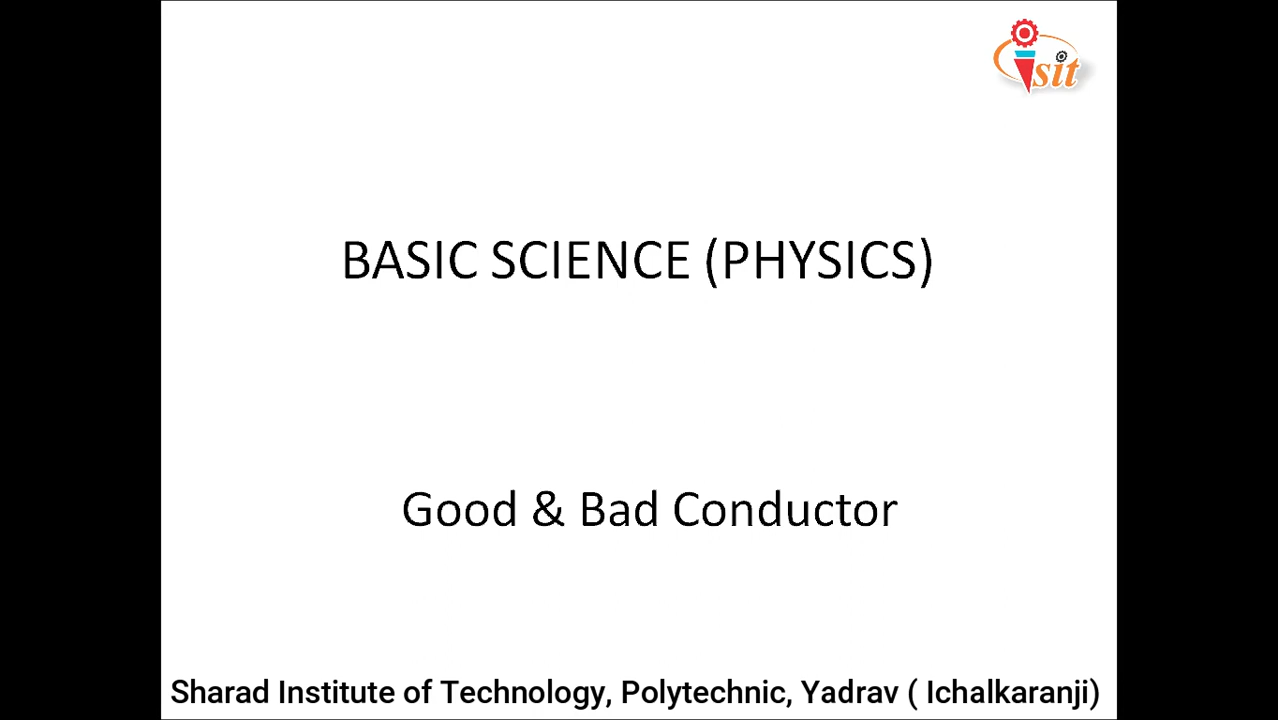 sit
BASIC SCIENCE (PHYSICS)
Good & Bad Conductor
Sharad Institute of Technology, Polytechnic, Yadrav ( Ichalkaranji)